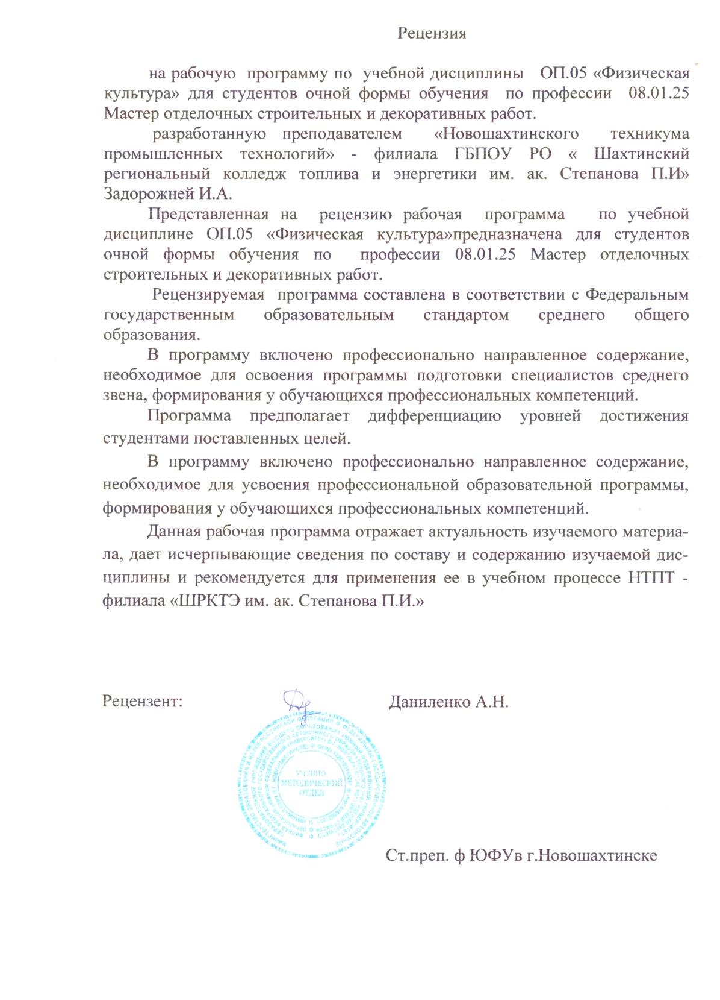 Рецензия
на рабочую программу по учебной дисциплины ОП.05 «Физическая
культура» для студентов очной формы обучения по профессии 08.01.25
Мастер отделочных строительных и декоративных работ.
разработанную преподавателем «Новошахтинского техникума
промышленных технологий» - филиала ГБПОУ РО « Шахтинский
региональный колледж топлива и энергетики им. ак. Степанова П.И»
Задорожней И.А.
Представленная на рецензию рабочая программа по учебной
дисциплине ОП.05 «Физическая культура»предназначена для студентов
очной формы обучения по профессии 08.01.25 Мастер отделочных
строительных и декоративных работ.
Рецензируемая программа составлена в соответствии с Федеральным
государственным образовательным стандартом среднего общего
образования.
В программу включено профессионально направленное содержание,
необходимое для освоения программы подготовки специалистов среднего
звена, формирования у обучающихся профессиональных компетенций.
Программа предполагает дифференциацию уровней достижения
студентами поставленных целей.
В программу включено профессионально направленное содержание,
необходимое для усвоения профессиональной образовательной программы,
формирования у обучающихся профессиональных компетенций.
Данная рабочая программа отражает актуальность изучаемого материа-
ла, дает исчерпывающие сведения по составу и содержанию изучаемой дис-
циплины и рекомендуется для применения ее в учебном процессе НТПТ -
филиала «ШРКТЭ им. ак. Степанова П.И.»
Рецензент: Даниленко А.Н.
УЧЕБНО-
МЕТОДИЧЕСКИЙ
ОТДЕЛ
Ст.преп. ф ЮФУв г.Новошахтинске